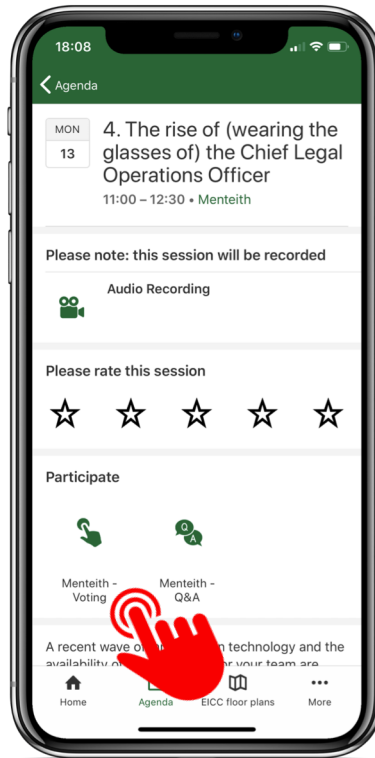 18:08
Agenda
MON
13
4. The rise of (wearing the
glasses of) the Chief Legal
Operations Officer
11:00 – 12:30 • Menteith
Please note: this session will be recorded
Audio Recording
Please rate this session
Participate
Q
A
Menteith -
Voting
Menteith -
Q&A
A recent wave of technology and the
availability your team are
Home
Agenda
EICC floor plans
More